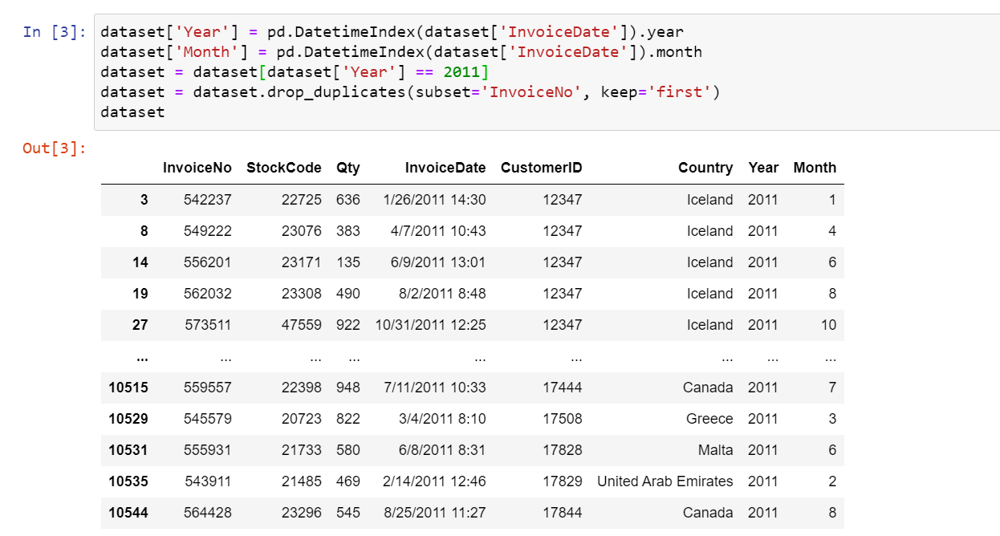 In [3]: dataset['Year'] = pd.DatetimeIndex(dataset['InvoiceDate']).year
dataset['Month'] = pd.DatetimeIndex(dataset['InvoiceDate']).month
dataset = dataset[dataset['Year'] == 2011]
dataset = dataset.drop_duplicates(subset='InvoiceNo', keep='first')
dataset
Out[3]:
InvoiceNo StockCode Qty InvoiceDate CustomerID Country Year Month
3 542237 22725 636 1/26/2011 14:30 12347 Iceland 2011 1
8 549222 23076 383 4/7/2011 10:43 12347 Iceland 2011 4
14 556201 23171 135 6/9/2011 13:01 12347 Iceland 2011 6
19 562032 23308 490 8/2/2011 8:48 12347 Iceland 2011 8
27 573511 47559 922 10/31/2011 12:25 12347 Iceland 2011 10
... ... ... ... ... ... ... ... ...
10515 559557 22398 948 7/11/2011 10:33 17444 Canada 2011 7
10529 545579 20723 822 3/4/2011 8:10 17508 Greece 2011 3
10531 555931 21733 580 6/8/2011 8:31 17828 Malta 2011 6
10535 543911 21485 469 2/14/2011 12:46 17829 United Arab Emirates 2011 2
10544 564428 23296 545 8/25/2011 11:27 17844 Canada 2011 8